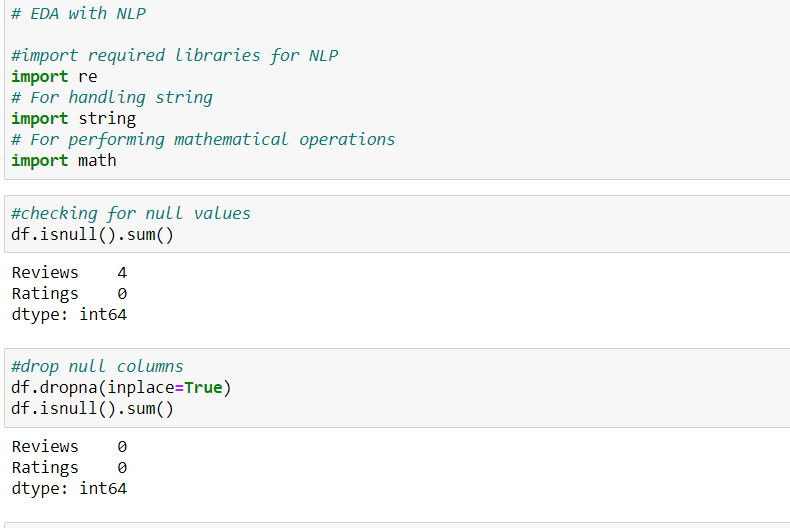 # EDA with NLP
#import required libraries for NLP
import re
# For handling string
import string
# For performing mathematical operations
import math
#checking for null values
df.isnull().sum()
Reviews    4
Ratings    0
dtype: int64
#drop null columns
df.dropna(inplace=True)
df.isnull().sum()
Reviews    0
Ratings    0
dtype: int64